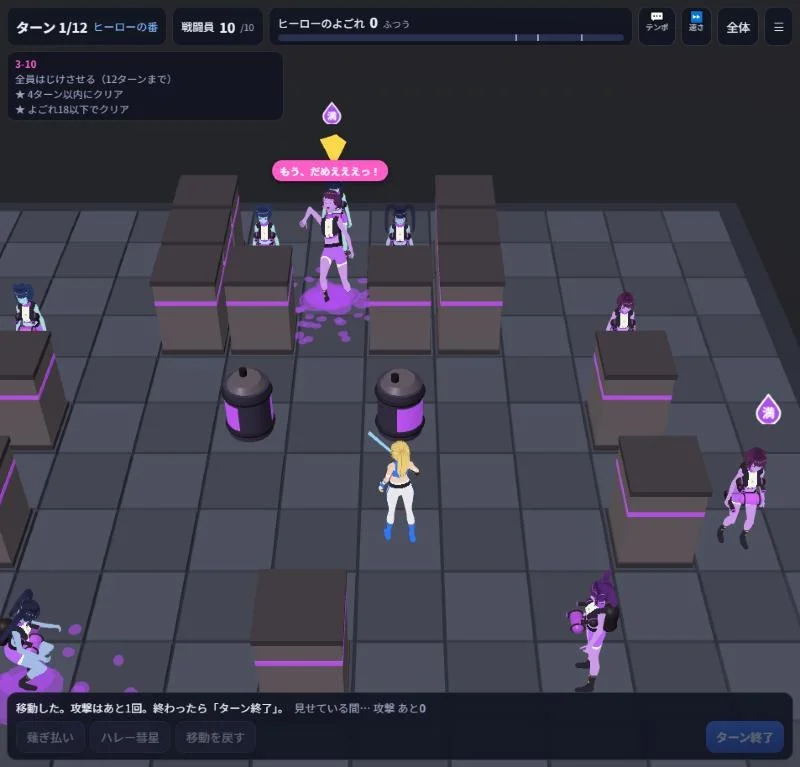 ターン 1/12 ヒーローの番
戦闘員 10 /10
ヒーローのよごれ 0 ふつう
テンポ
速さ
全体
3-10
全員はじけさせる（12ターンまで）
★ 4ターン以内にクリア
★ よごれ18以下でクリア
満
もう、だめえええっ！
満
移動した。攻撃はあと1回。終わったら「ターン終了」。 見せている間… 攻撃 あと0
薙ぎ払い
ハレー彗星
移動を戻す
ターン終了